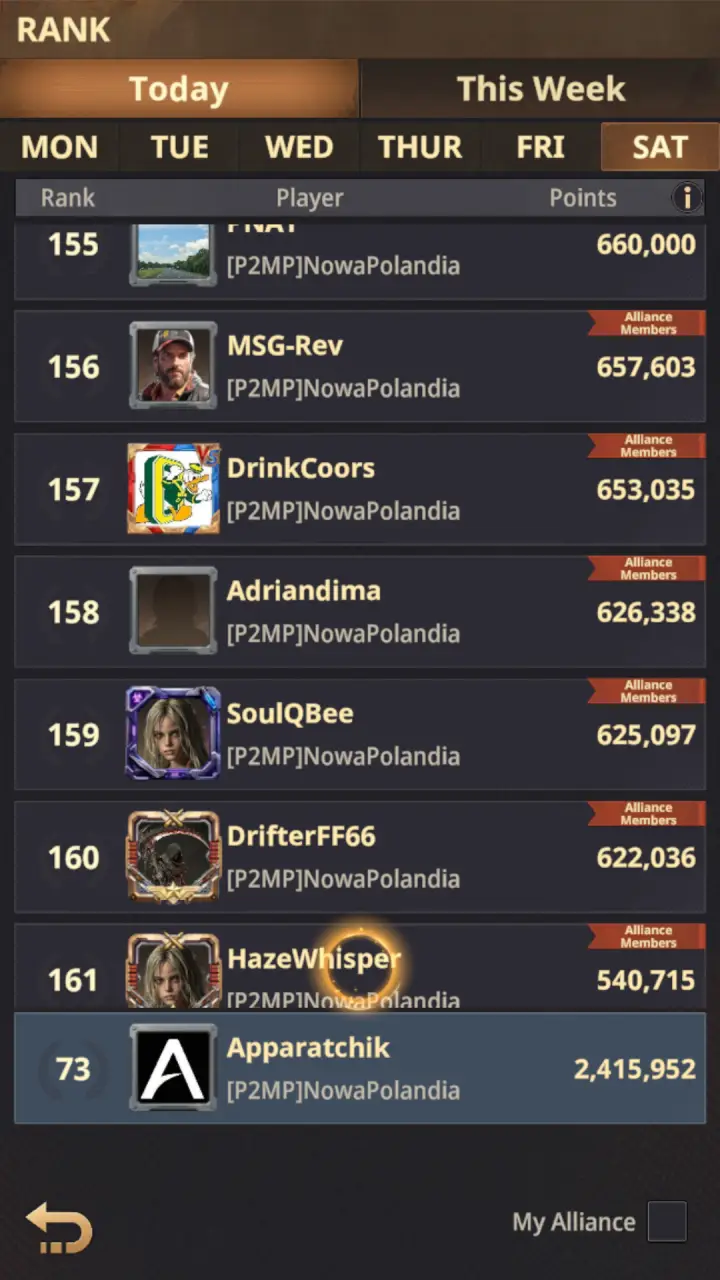 RANK
Today
This Week
MON TUE WED THUR FRI SAT
Rank Player Points i
155 PNAT 660,000
[P2MP]NowaPolandia
Alliance Members
156 MSG-Rev 657,603
[P2MP]NowaPolandia
Alliance Members
157 DrinkCoors 653,035
[P2MP]NowaPolandia
Alliance Members
158 Adriandima 626,338
[P2MP]NowaPolandia
Alliance Members
159 SoulQBee 625,097
[P2MP]NowaPolandia
Alliance Members
160 DrifterFF66 622,036
[P2MP]NowaPolandia
Alliance Members
161 HazeWhisper 540,715
[P2MP]NowaPolandia
73 Apparatchik 2,415,952
[P2MP]NowaPolandia
My Alliance